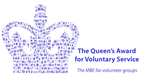 The Queen's Award
for Voluntary Service
The MBE for volunteer groups